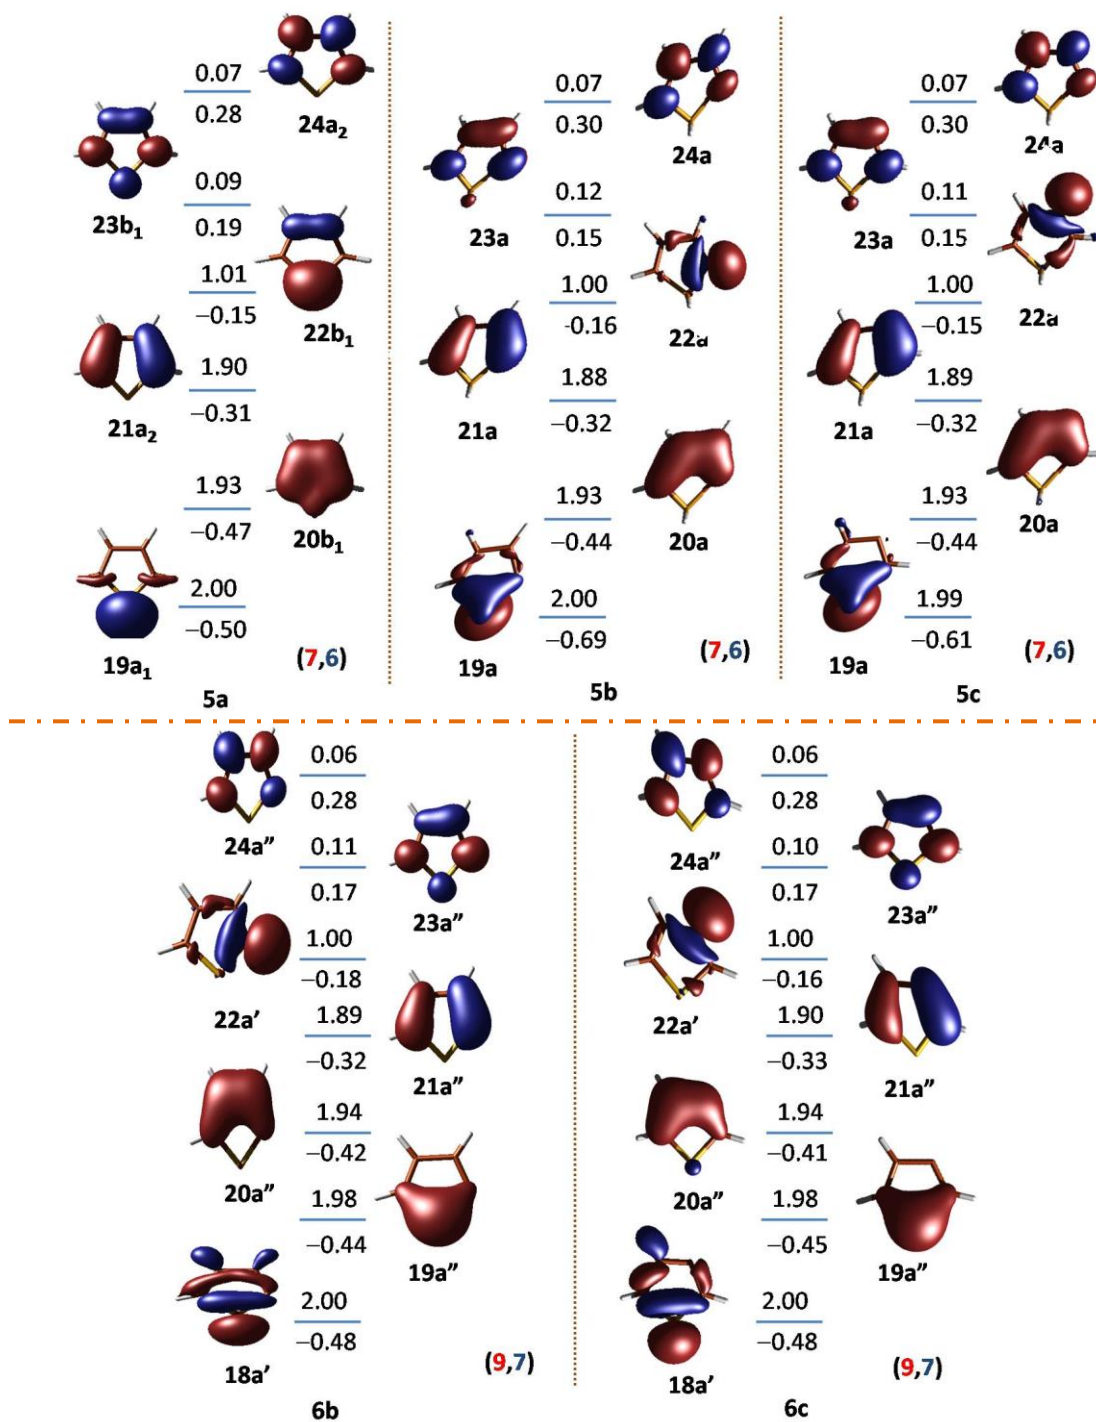 0.07
0.28
24a₂
0.09
23b₁
0.19
1.01
−0.15
22b₁
1.90
−0.31
21a₂
1.93
−0.47
20b₁
2.00
−0.50
19a₁
(7,6)
5a
0.07
0.30
24a
0.12
0.15
23a
1.00
-0.16
22a
1.88
−0.32
21a
1.93
−0.44
20a
2.00
−0.69
19a
(7,6)
5b
0.07
0.30
24a
0.11
0.15
23a
1.00
−0.15
22a
1.89
−0.32
21a
1.93
−0.44
20a
1.99
−0.61
19a
(7,6)
5c
0.06
0.28
24a”
0.11
0.17
23a”
1.00
−0.18
22a’
1.89
−0.32
21a”
1.94
−0.42
20a”
1.98
−0.44
19a”
2.00
−0.48
18a’
(9,7)
6b
0.06
0.28
24a”
0.10
0.17
23a”
1.00
−0.16
22a’
1.90
−0.33
21a”
1.94
−0.41
20a”
1.98
−0.45
19a”
2.00
−0.48
18a’
(9,7)
6c